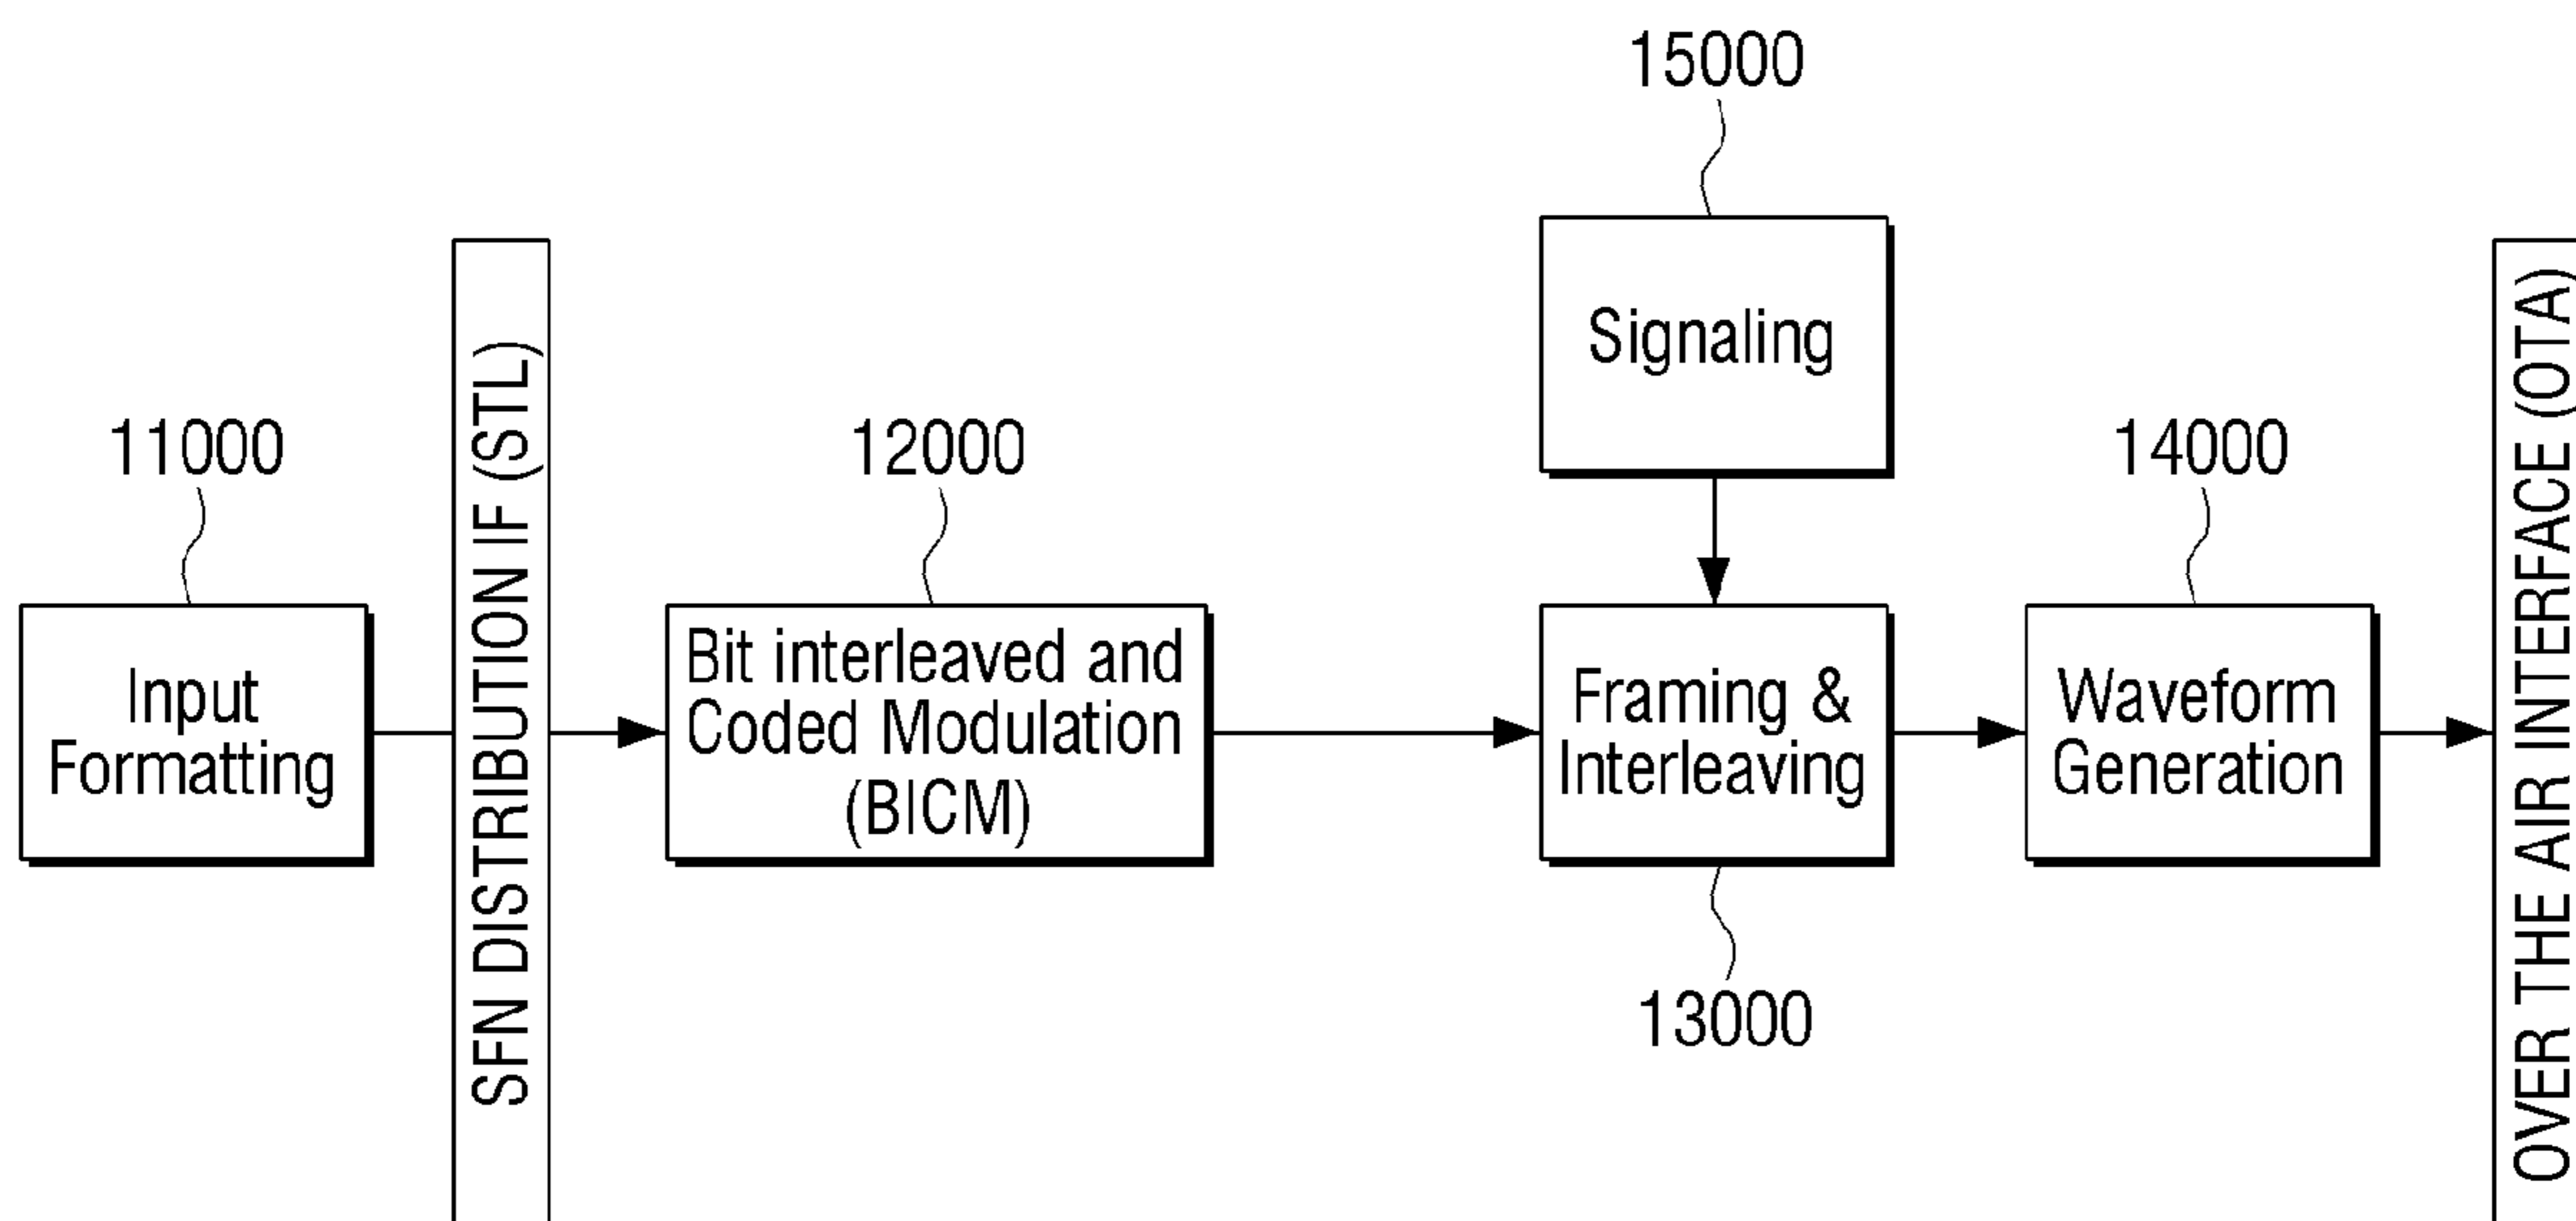 15000
Signaling
11000
12000
14000
Input
Formatting
SFN DISTRIBUTION IF (STL)
Bit interleaved and
Coded Modulation
(BICM)
Framing &
Interleaving
Waveform
Generation
OVER THE AIR INTERFACE (OTA)
13000